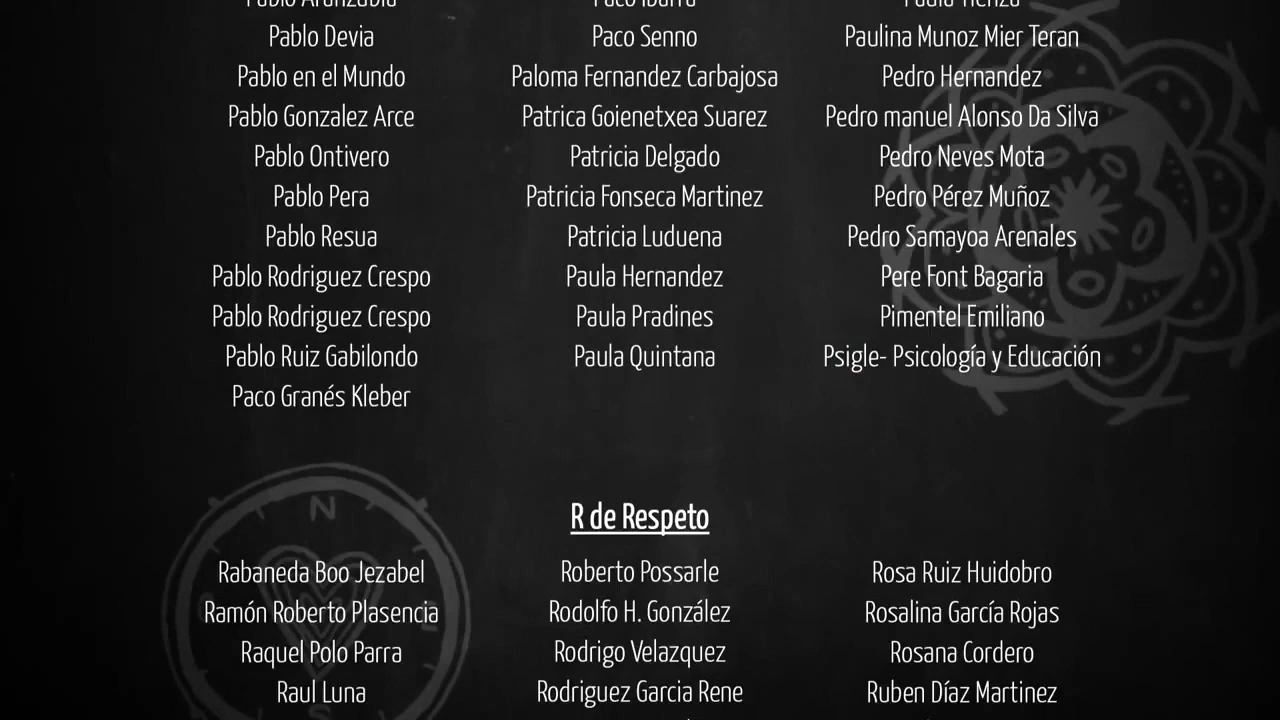 Pablo Aranzabia
Paco Ibarra
Pablo Devia
Paco Senno
Paulina Munoz Mier Teran
Pablo en el Mundo
Paloma Fernandez Carbajosa
Pedro Hernandez
Pablo Gonzalez Arce
Patrica Goienetxea Suarez
Pedro manuel Alonso Da Silva
Pablo Ontivero
Patricia Delgado
Pedro Neves Mota
Pablo Pera
Patricia Fonseca Martinez
Pedro Pérez Muñoz
Pablo Resua
Patricia Luduena
Pedro Samayoa Arenales
Pablo Rodriguez Crespo
Paula Hernandez
Pere Font Bagaria
Pablo Rodriguez Crespo
Paula Pradines
Pimentel Emiliano
Pablo Ruiz Gabilondo
Paula Quintana
Psigle- Psicología y Educación
Paco Granés Kleber
N
R de Respeto
Rabaneda Boo Jezabel
Roberto Possarle
Rosa Ruiz Huidobro
Ramón Roberto Plasencia
Rodolfo H. González
Rosalina García Rojas
Raquel Polo Parra
Rodrigo Velazquez
Rosana Cordero
Raul Luna
Rodriguez Garcia Rene
Ruben Díaz Martinez